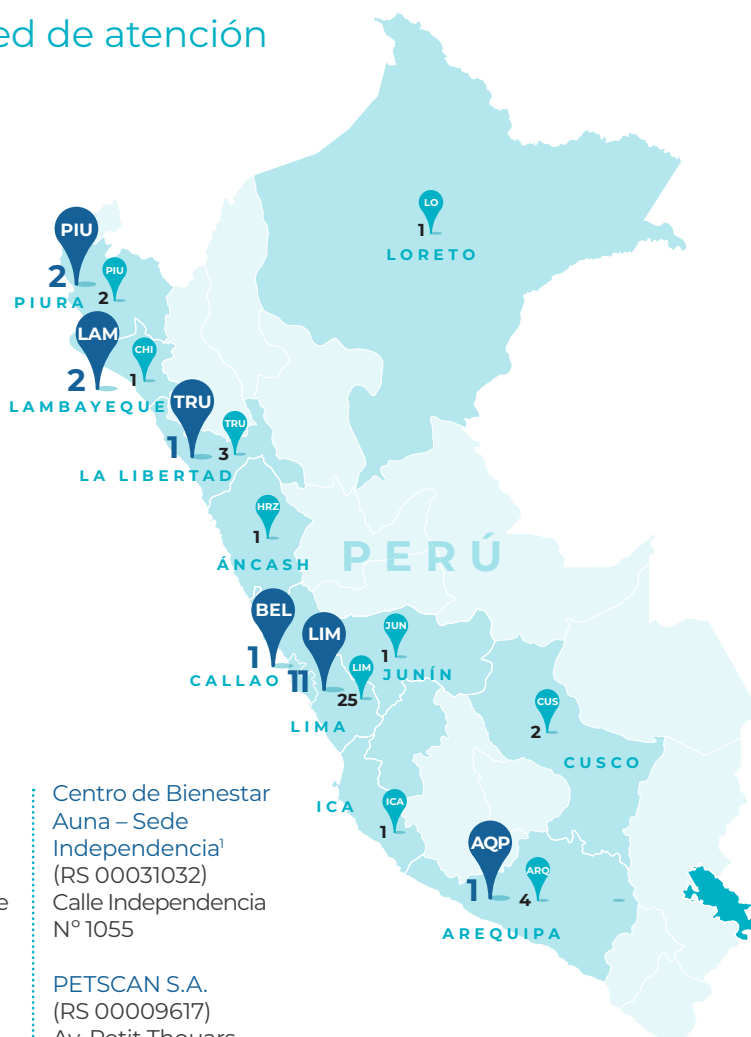 ed de atención
LO
1
LORETO
PIU
2
PIURA
PIU
2
LAM
2
LAMBAYEQUE
CHI
1
TRU
1
LA LIBERTAD
TRU
3
HRZ
1
ÁNCASH
PERÚ
BEL
1
CALLAO
LIM
11
LIMA
LIM
25
JUN
1
JUNÍN
CUS
2
CUSCO
ICA
ICA
1
AQP
1
ARQ
4
AREQUIPA
e
Centro de Bienestar
Auna – Sede
Independencia¹
(RS 00031032)
Calle Independencia
N° 1055
PETSCAN S.A.
(RS 00009617)
Av. Petit Thouars